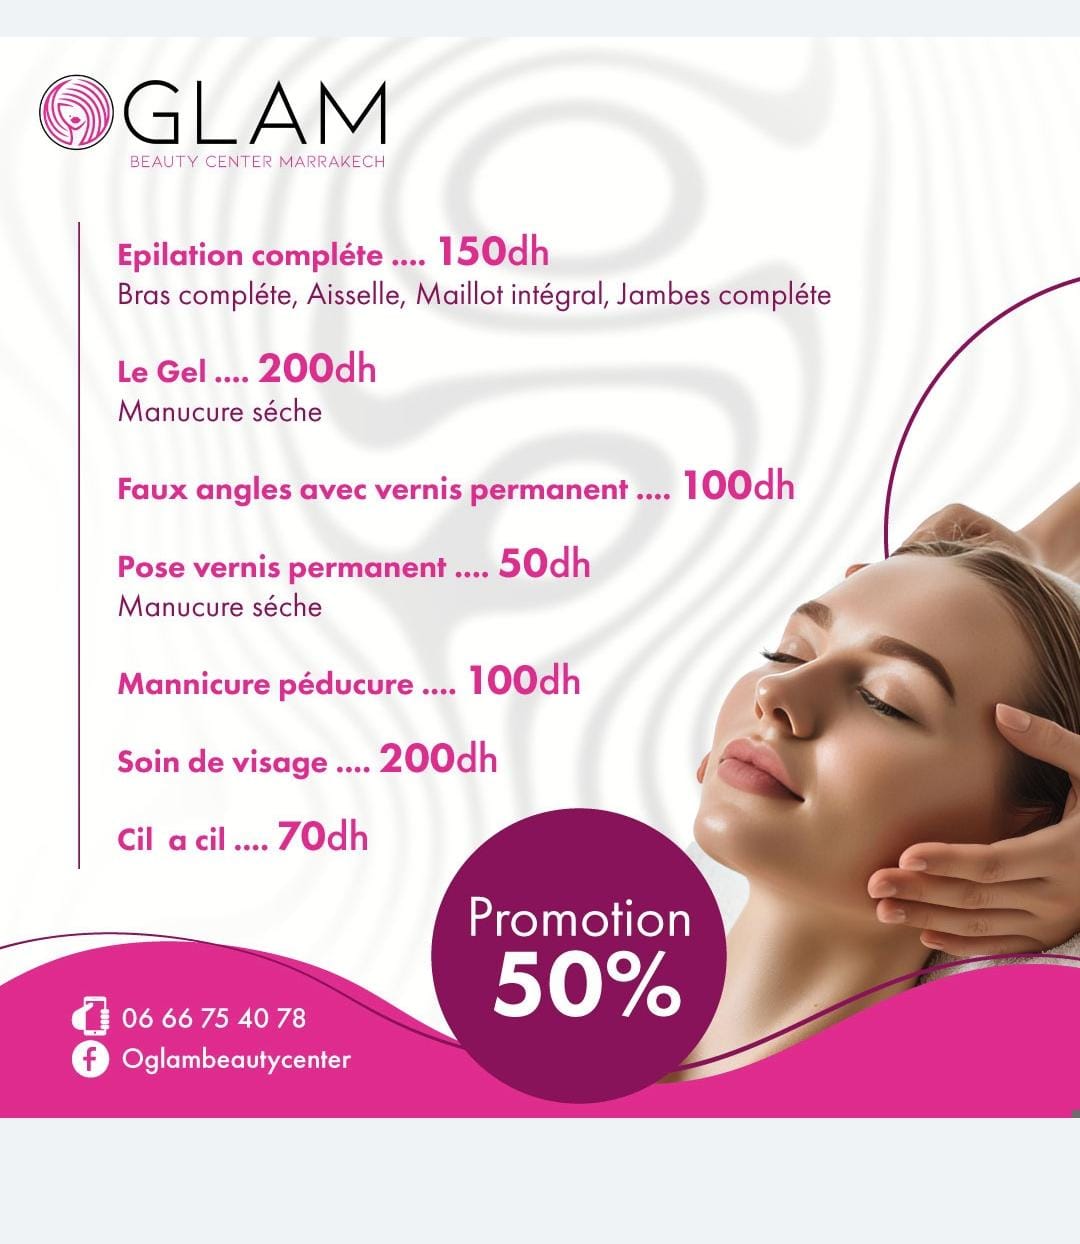 GLAM
BEAUTY CENTER MARRAKECH
Epilation compléte .... 150dh
Bras compléte, Aisselle, Maillot intégral, Jambes compléte
Le Gel .... 200dh
Manucure séche
Faux angles avec vernis permanent .... 100dh
Pose vernis permanent .... 50dh
Manucure séche
Mannicure péducure .... 100dh
Soin de visage .... 200dh
Cil a cil .... 70dh
Promotion
50%
06 66 75 40 78
Oglambeautycenter